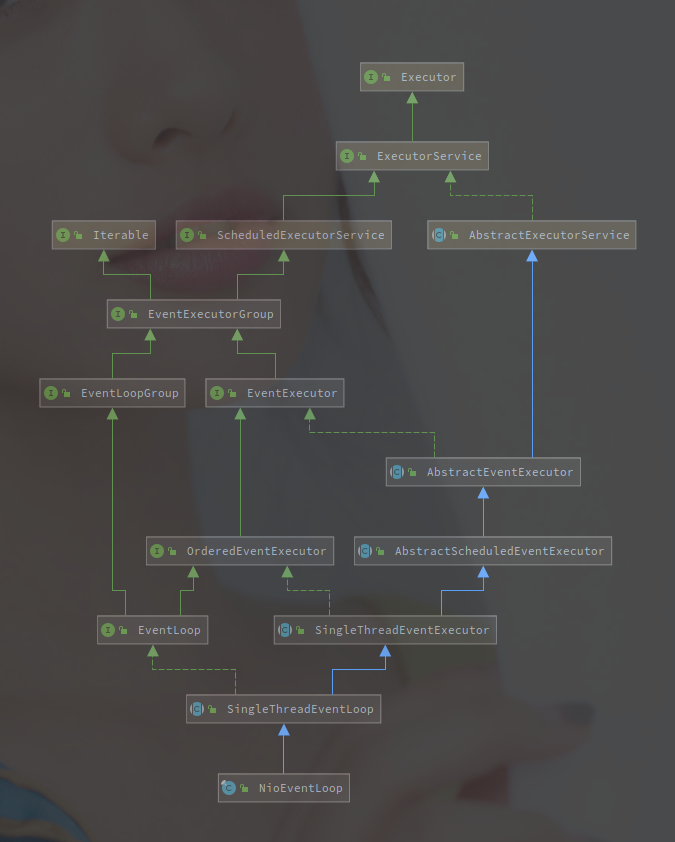 Executor
ExecutorService
Iterable
ScheduledExecutorService
AbstractExecutorService
EventExecutorGroup
EventLoopGroup
EventExecutor
AbstractEventExecutor
OrderedEventExecutor
AbstractScheduledEventExecutor
EventLoop
SingleThreadEventExecutor
SingleThreadEventLoop
NioEventLoop